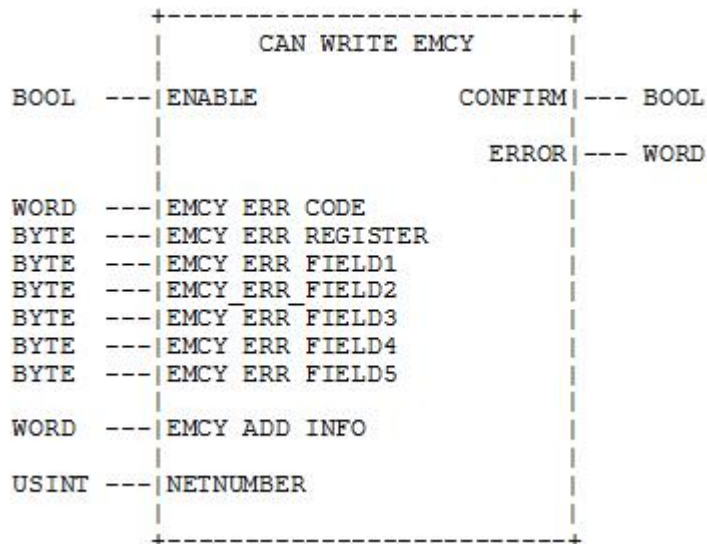 CAN WRITE EMCY
BOOL ---|ENABLE CONFIRM|--- BOOL
ERROR|--- WORD
WORD ---|EMCY ERR CODE
BYTE ---|EMCY ERR REGISTER
BYTE ---|EMCY ERR FIELD1
BYTE ---|EMCY_ERR_FIELD2
BYTE ---|EMCY ERR FIELD3
BYTE ---|EMCY ERR FIELD4
BYTE ---|EMCY ERR FIELD5
WORD ---|EMCY ADD INFO
USINT ---|NETNUMBER